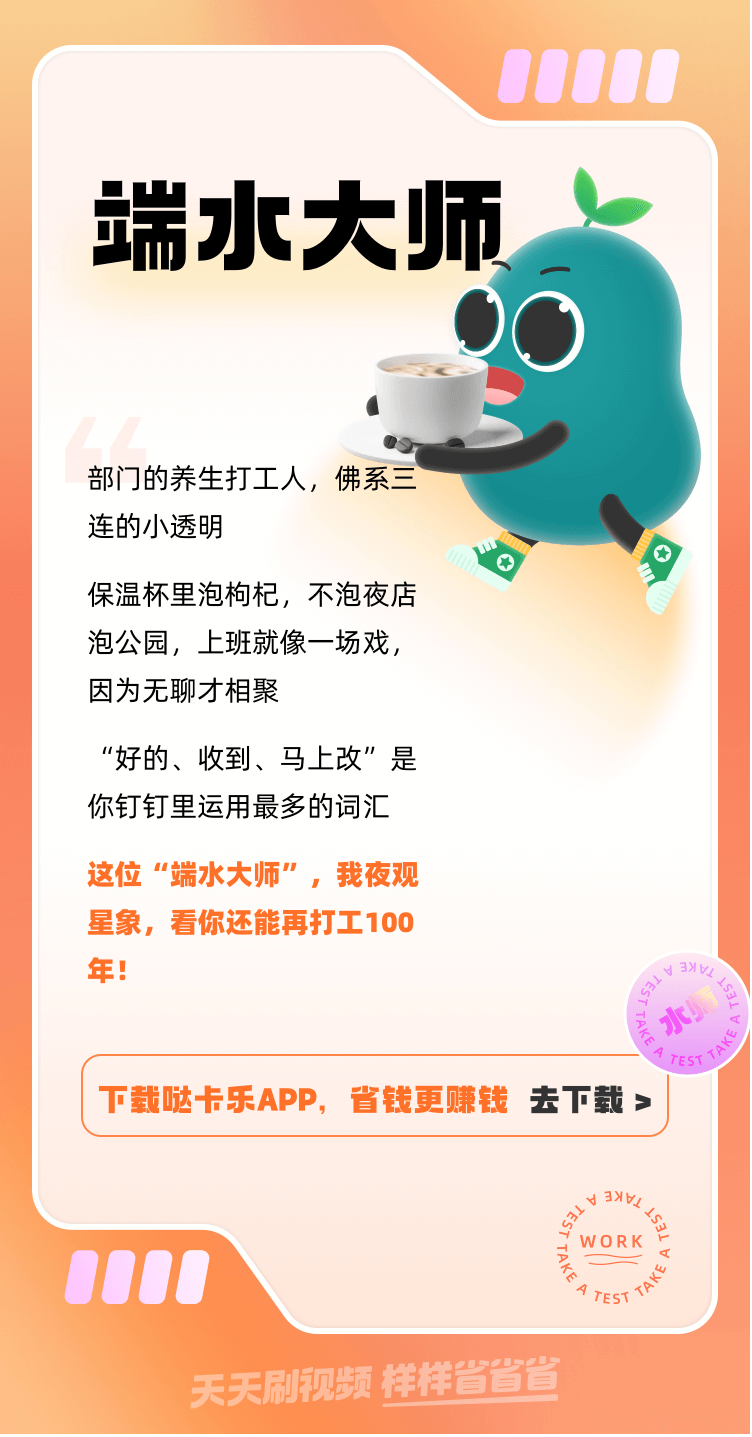 端水大师
部门的养生打工人，佛系三
连的小透明
保温杯里泡枸杞，不泡夜店
泡公园，上班就像一场戏，
因为无聊才相聚
“好的、收到、马上改”是
你钉钉里运用最多的词汇
这位“端水大师”，我夜观
星象，看你还能再打工100
年！
TAKE A TEST TAKE A TEST TAKE A TEST
水师
下载哒卡乐APP，省钱更赚钱 去下载 >
TAKE A TEST TAKE A TEST TAKE A TEST
WORK
天天刷视频 样样省省省